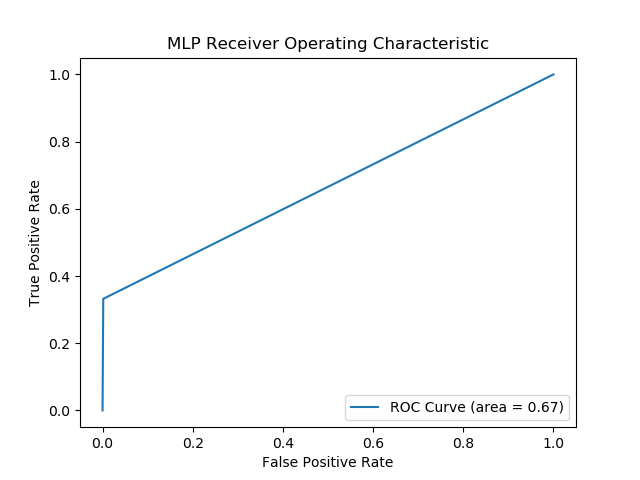 MLP Receiver Operating Characteristic
1.0
0.8
0.6
0.4
0.2
0.0
True Positive Rate
ROC Curve (area = 0.67)
0.0 0.2 0.4 0.6 0.8 1.0
False Positive Rate